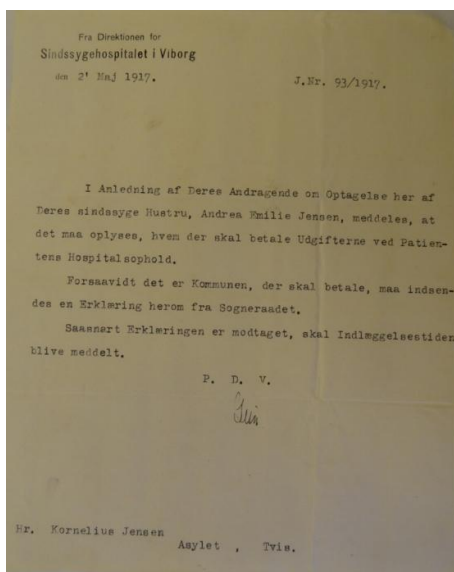 Fra Direktionen for
Sindssygehospitalet i Viborg
den 2' Maj 1917.
J.Nr. 93/1917.
I Anledning af Deres Andragende om Optagelse her af
Deres sindssyge Hustru, Andrea Emilie Jensen, meddeles, at
det maa oplyses, hvem der skal betale Udgifterne ved Patien-
tens Hospitalsophold.
Forsaavidt det er Kommunen, der skal betale, maa indsen-
des en Erklæring herom fra Sogneraadet.
Saasnart Erklæringen er modtaget, skal Indlæggelsestiden
blive meddelt.
P. D. V.
Hr. Kornelius Jensen
Asylet , Tvis.